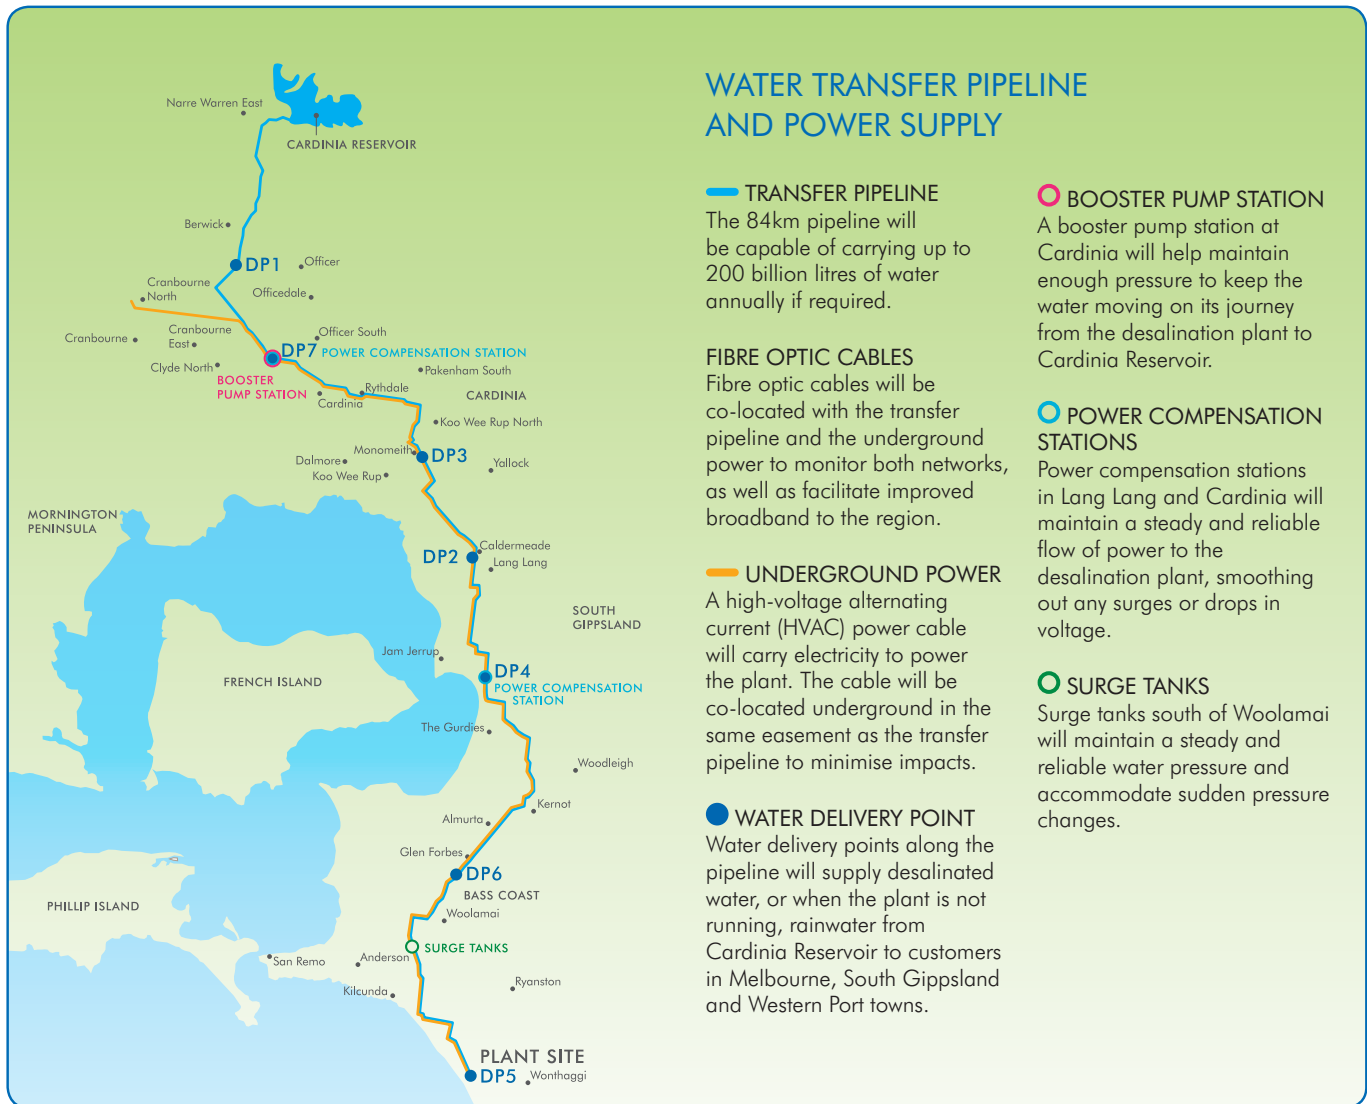 Narre Warren East
CARDINIA RESERVOIR
Berwick
DP1
Officer
Cranbourne
North
Officedale
Cranbourne
Cranbourne
East
Officer South
DP7 POWER COMPENSATION STATION
Clyde North
BOOSTER
PUMP STATION
Pakenham South
Rythdale
Cardinia
CARDINIA
Koo Wee Rup North
Monomeith
DP3
Dalmore
Yallock
Koo Wee Rup
MORNINGTON
PENINSULA
Caldermeade
DP2
Lang Lang
SOUTH
GIPPSLAND
Jam Jerrup
DP4
POWER COMPENSATION
STATION
FRENCH ISLAND
The Gurdies
Woodleigh
Kernot
Almurta
Glen Forbes
DP6
BASS COAST
PHILLIP ISLAND
Woolamai
SURGE TANKS
San Remo
Anderson
Ryanston
Kilcunda
PLANT SITE
DP5
Wonthaggi
WATER TRANSFER PIPELINE
AND POWER SUPPLY
TRANSFER PIPELINE
The 84km pipeline will
be capable of carrying up to
200 billion litres of water
annually if required.
FIBRE OPTIC CABLES
Fibre optic cables will be
co-located with the transfer
pipeline and the underground
power to monitor both networks,
as well as facilitate improved
broadband to the region.
UNDERGROUND POWER
A high-voltage alternating
current (HVAC) power cable
will carry electricity to power
the plant. The cable will be
co-located underground in the
same easement as the transfer
pipeline to minimise impacts.
WATER DELIVERY POINT
Water delivery points along the
pipeline will supply desalinated
water, or when the plant is not
running, rainwater from
Cardinia Reservoir to customers
in Melbourne, South Gippsland
and Western Port towns.
BOOSTER PUMP STATION
A booster pump station at
Cardinia will help maintain
enough pressure to keep the
water moving on its journey
from the desalination plant to
Cardinia Reservoir.
POWER COMPENSATION
STATIONS
Power compensation stations
in Lang Lang and Cardinia will
maintain a steady and reliable
flow of power to the
desalination plant, smoothing
out any surges or drops in
voltage.
SURGE TANKS
Surge tanks south of Woolamai
will maintain a steady and
reliable water pressure and
accommodate sudden pressure
changes.